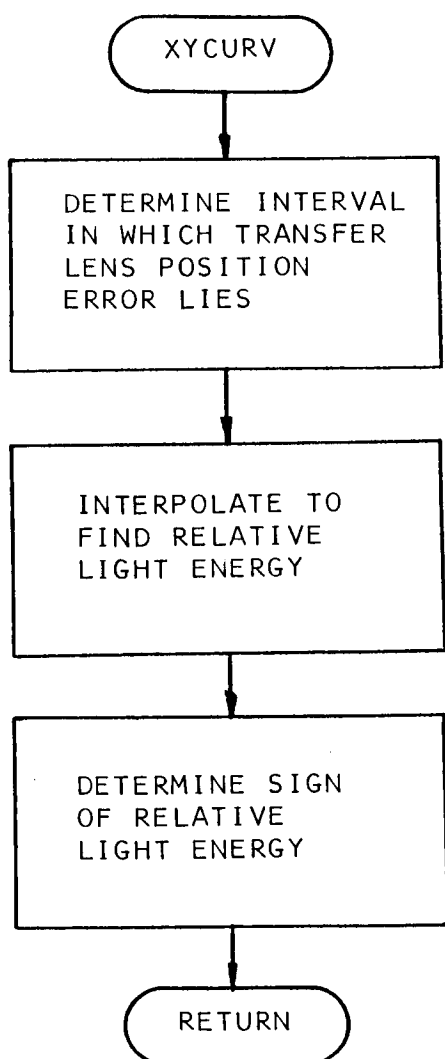 XYCURV
DETERMINE INTERVAL
IN WHICH TRANSFER
LENS POSITION
ERROR LIES
INTERPOLATE TO
FIND RELATIVE
LIGHT ENERGY
DETERMINE SIGN
OF RELATIVE
LIGHT ENERGY
RETURN